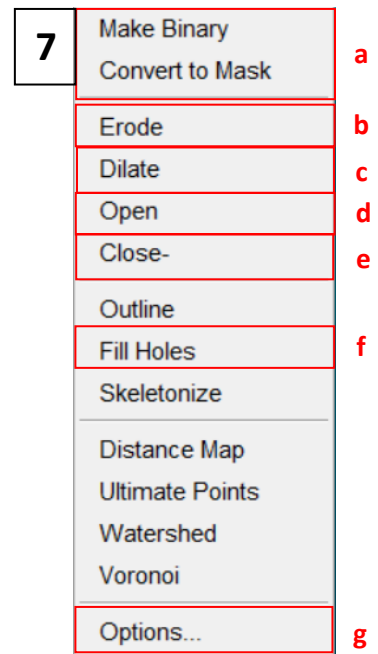 7
Make Binary
Convert to Mask
a
Erode
b
Dilate
c
Open
d
Close-
e
Outline
Fill Holes
f
Skeletonize
Distance Map
Ultimate Points
Watershed
Voronoi
Options...
g